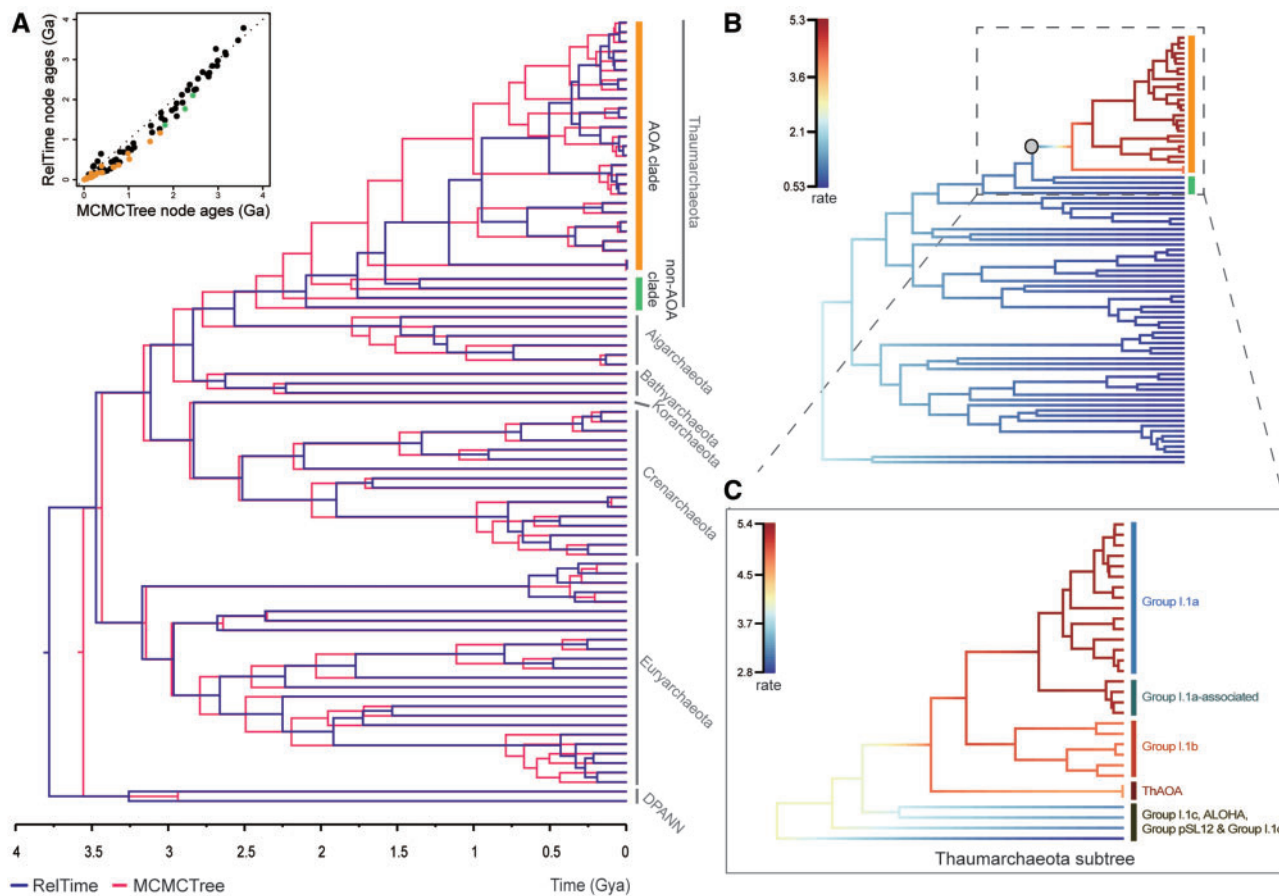 A
RelTime node ages (Ga)
4
3
2
1
0
0 1 2 3 4
MCMCTree node ages (Ga)
AOA clade
Thaumarchaeota
non-AOA
clade
Aigarchaeota
Bathyarchaeota
Korarchaeota
Crenarchaeota
Euryarchaeota
DPANN
4 3.5 3 2.5 2 1.5 1 0.5 0
RelTime MCMCTree Time (Gya)
B
5.3
3.6
2.1
0.53
rate
C
5.4
4.5
3.7
2.8
rate
Group I.1a
Group I.1a-associated
Group I.1b
ThAOA
Group I.1c, ALOHA,
Group pSL12 & Group I.1
Thaumarchaeota subtree